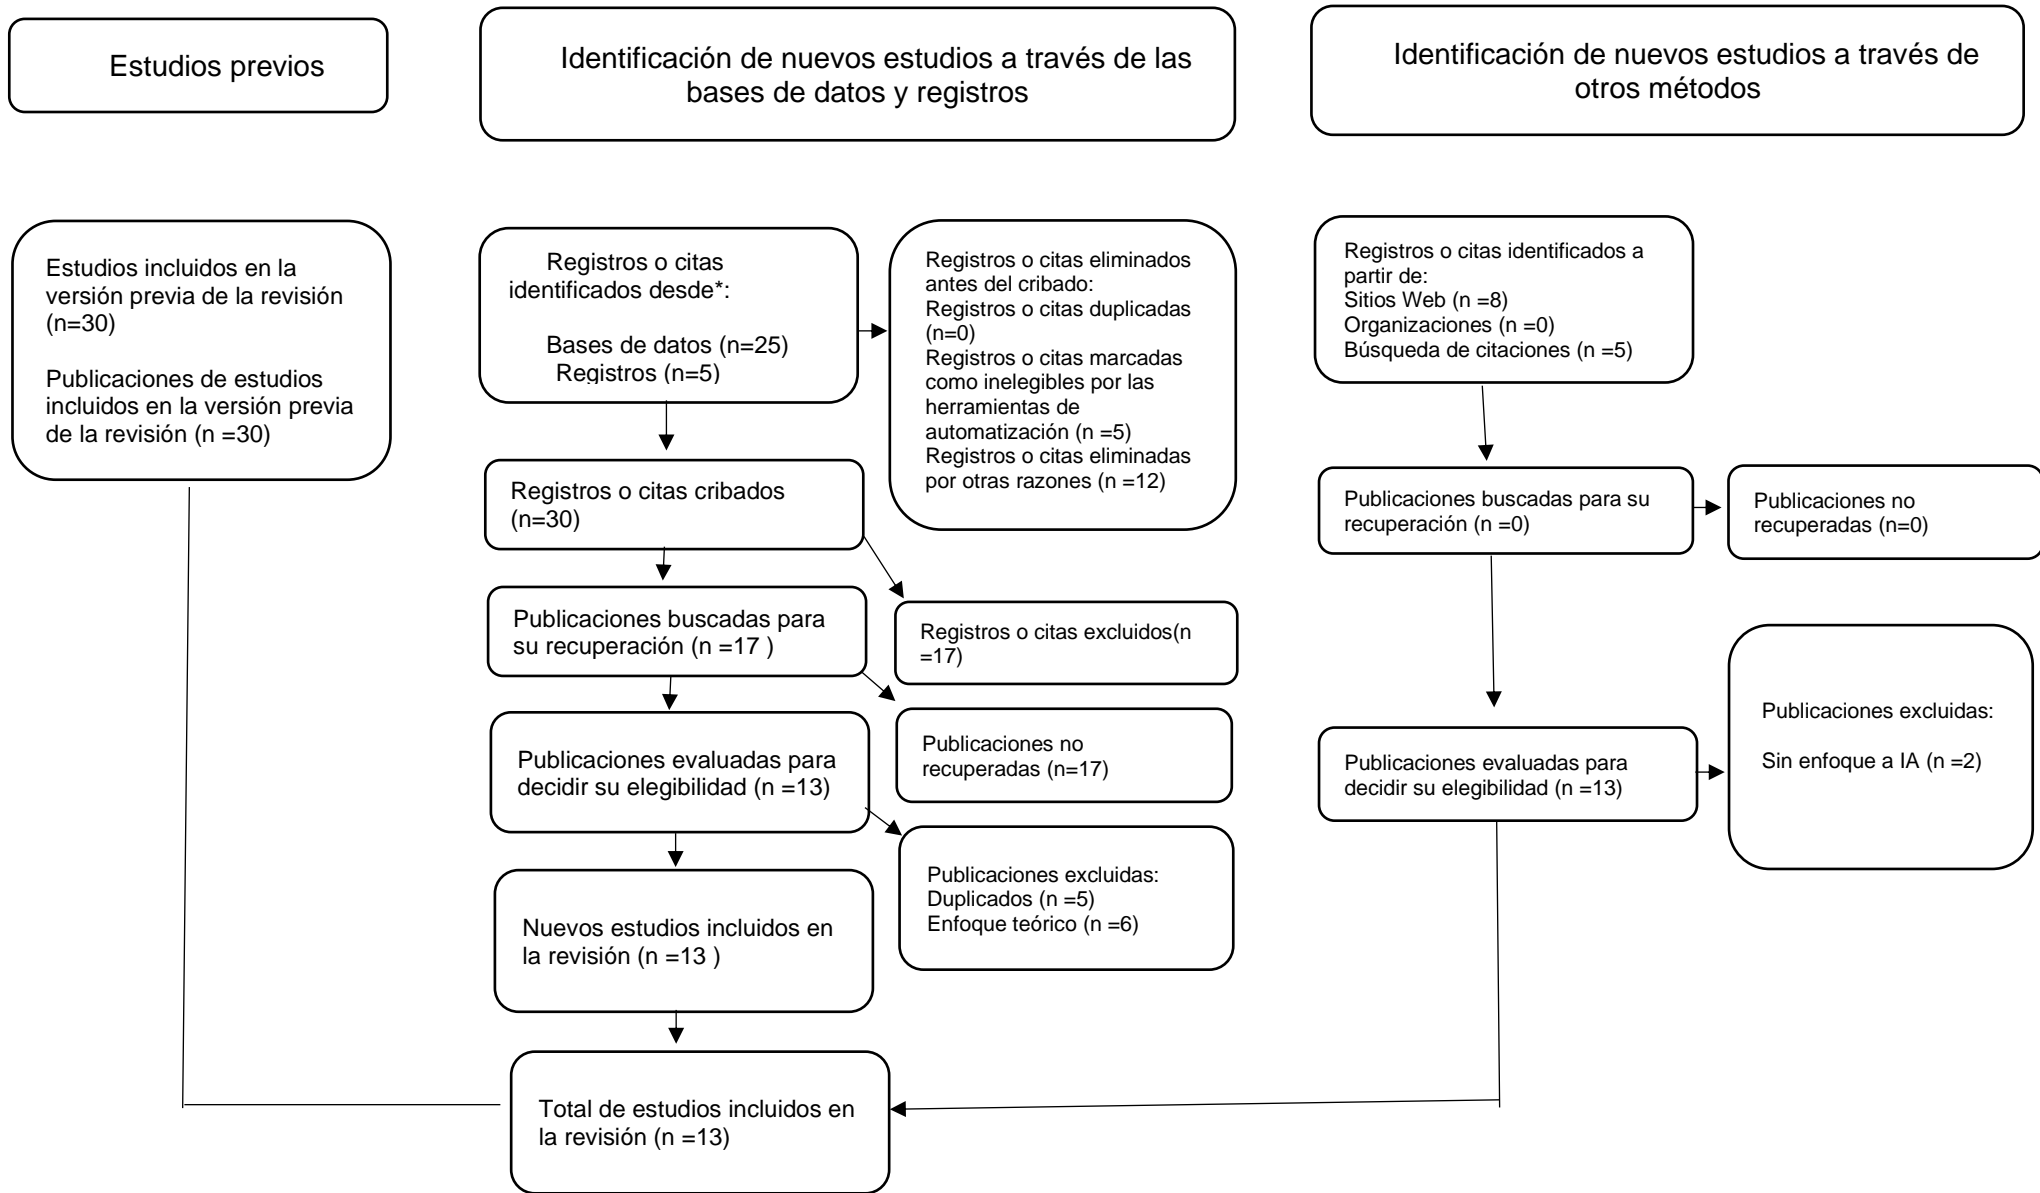 Estudios previos
Identificación de nuevos estudios a través de las
bases de datos y registros
Identificación de nuevos estudios a través de
otros métodos
Estudios incluidos en la
versión previa de la revisión
(n=30)
Publicaciones de estudios
incluidos en la versión previa
de la revisión (n =30)
Registros o citas
identificados desde*:
Bases de datos (n=25)
Registros (n=5)
Registros o citas eliminados
antes del cribado:
Registros o citas duplicadas
(n=0)
Registros o citas marcadas
como inelegibles por las
herramientas de
automatización (n =5)
Registros o citas eliminadas
por otras razones (n =12)
Registros o citas identificados a
partir de:
Sitios Web (n =8)
Organizaciones (n =0)
Búsqueda de citaciones (n =5)
Registros o citas cribados
(n=30)
Publicaciones buscadas para su
recuperación (n =0)
Publicaciones no
recuperadas (n=0)
Publicaciones buscadas para
su recuperación (n =17 )
Registros o citas excluidos(n
=17)
Publicaciones evaluadas para
decidir su elegibilidad (n =13)
Publicaciones no
recuperadas (n=17)
Publicaciones evaluadas para
decidir su elegibilidad (n =13)
Publicaciones excluidas:
Sin enfoque a IA (n =2)
Publicaciones excluidas:
Duplicados (n =5)
Enfoque teórico (n =6)
Nuevos estudios incluidos en
la revisión (n =13 )
Total de estudios incluidos en
la revisión (n =13)